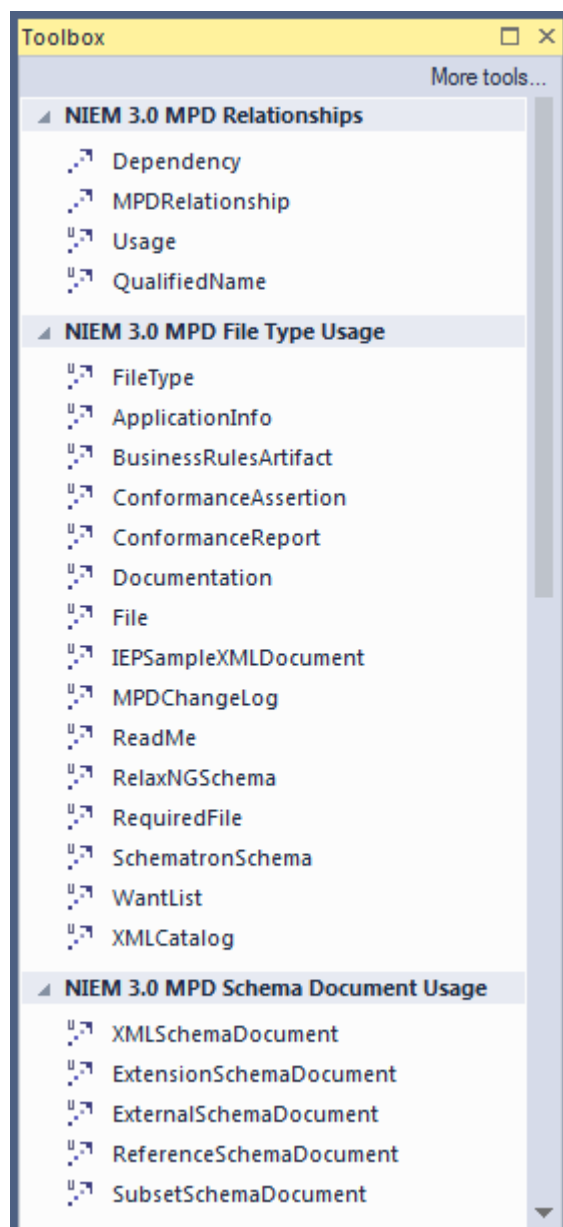 Toolbox
More tools...
NIEM 3.0 MPD Relationships
Dependency
MPDRelationship
Usage
QualifiedName
NIEM 3.0 MPD File Type Usage
FileType
ApplicationInfo
BusinessRulesArtifact
ConformanceAssertion
ConformanceReport
Documentation
File
IEPSampleXMLDocument
MPDChangeLog
ReadMe
RelaxNGSchema
RequiredFile
SchematronSchema
WantList
XMLCatalog
NIEM 3.0 MPD Schema Document Usage
XMLSchemaDocument
ExtensionSchemaDocument
ExternalSchemaDocument
ReferenceSchemaDocument
SubsetSchemaDocument